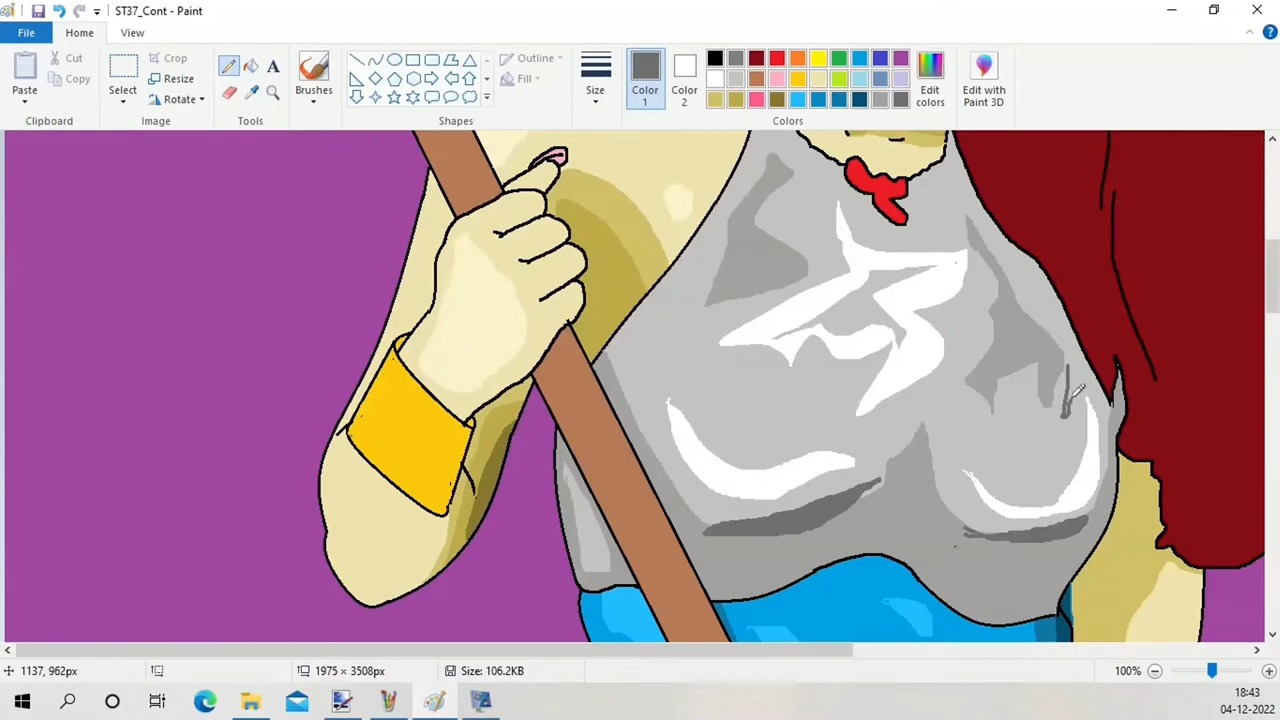 ST37_Cont - Paint
File
Home
View
Paste
Cut
Copy
Clipboard
Select
Crop
Resize
Rotate
Image
A
Tools
Brushes
Outline
Fill
Shapes
Size
Color
1
Color
2
Edit
colors
Edit with
Paint 3D
Colors
1137, 962px
1975 × 3508px
Size: 106.2KB
100%
18:43
04-12-2022